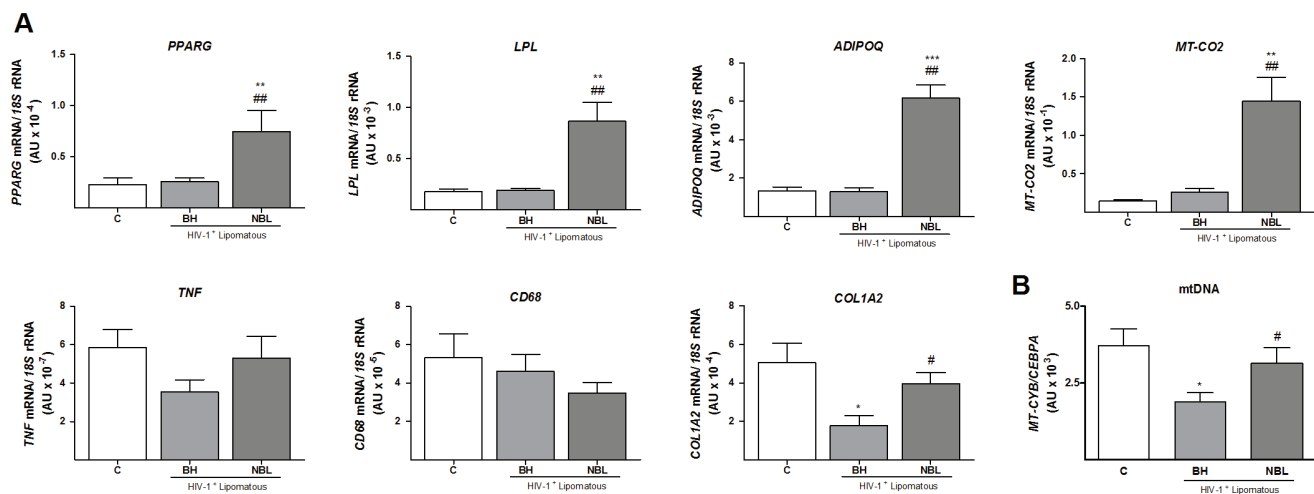 A
PPARG
PPARG mRNA/18S rRNA
(AU x 10-4)
1.5
1.0
0.5
C
BH
NBL
**
##
HIV-1 + Lipomatous
LPL
LPL mRNA/18S rRNA
(AU x 10-3)
1.5
1.0
0.5
C
BH
NBL
**
##
HIV-1 + Lipomatous
ADIPOQ
ADIPOQ mRNA/18S rRNA
(AU x 10-3)
8
6
4
2
C
BH
NBL
***
##
HIV-1 + Lipomatous
MT-CO2
MT-CO2 mRNA/18S rRNA
(AU x 10-1)
2.0
1.5
1.0
0.5
C
BH
NBL
**
##
HIV-1 + Lipomatous
TNF
TNF mRNA/18S rRNA
(AU x 10-7)
8
6
4
2
C
BH
NBL
HIV-1 + Lipomatous
CD68
CD68 mRNA/18S rRNA
(AU x 10-5)
8
6
4
2
C
BH
NBL
HIV-1 + Lipomatous
COL1A2
COL1A2 mRNA/18S rRNA
(AU x 10-4)
8
6
4
2
*
#
C
BH
NBL
HIV-1 + Lipomatous
B
mtDNA
MT-CYB/CEBPA
(AU x 103)
5.0
2.5
*
#
C
BH
NBL
HIV-1 + Lipomatous